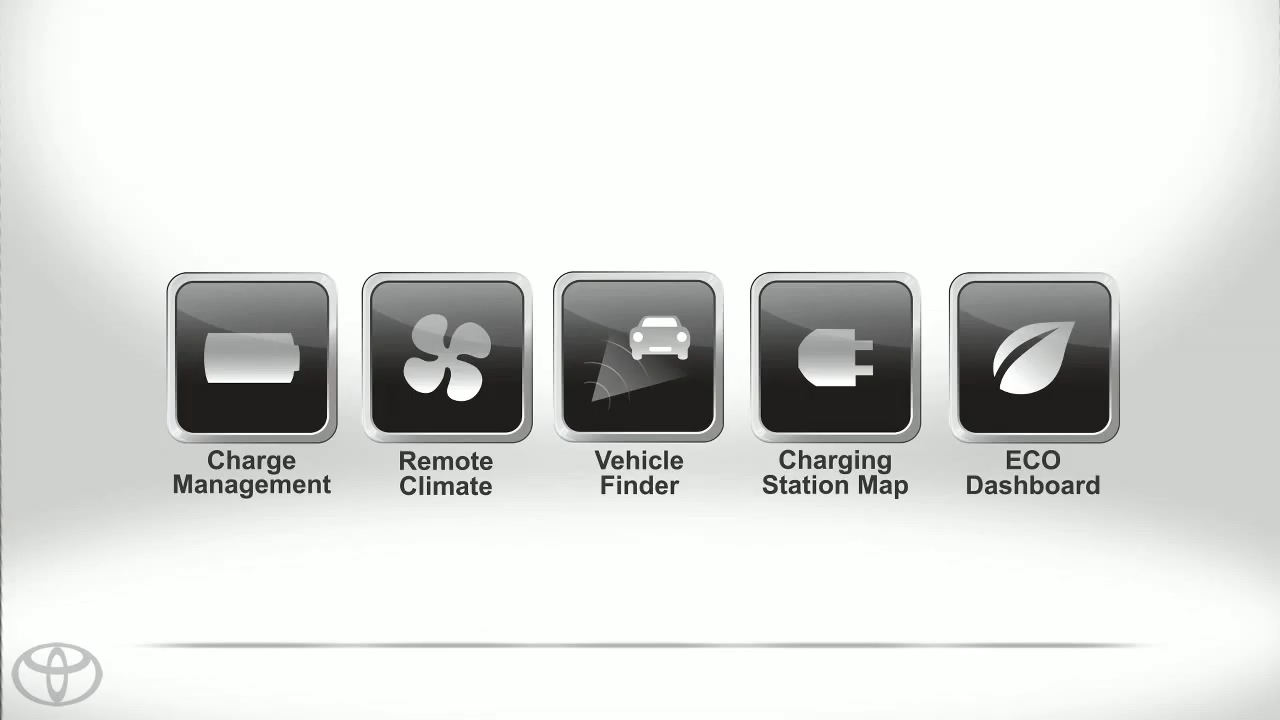 Charge
Management
Remote
Climate
Vehicle
Finder
Charging
Station Map
ECO
Dashboard